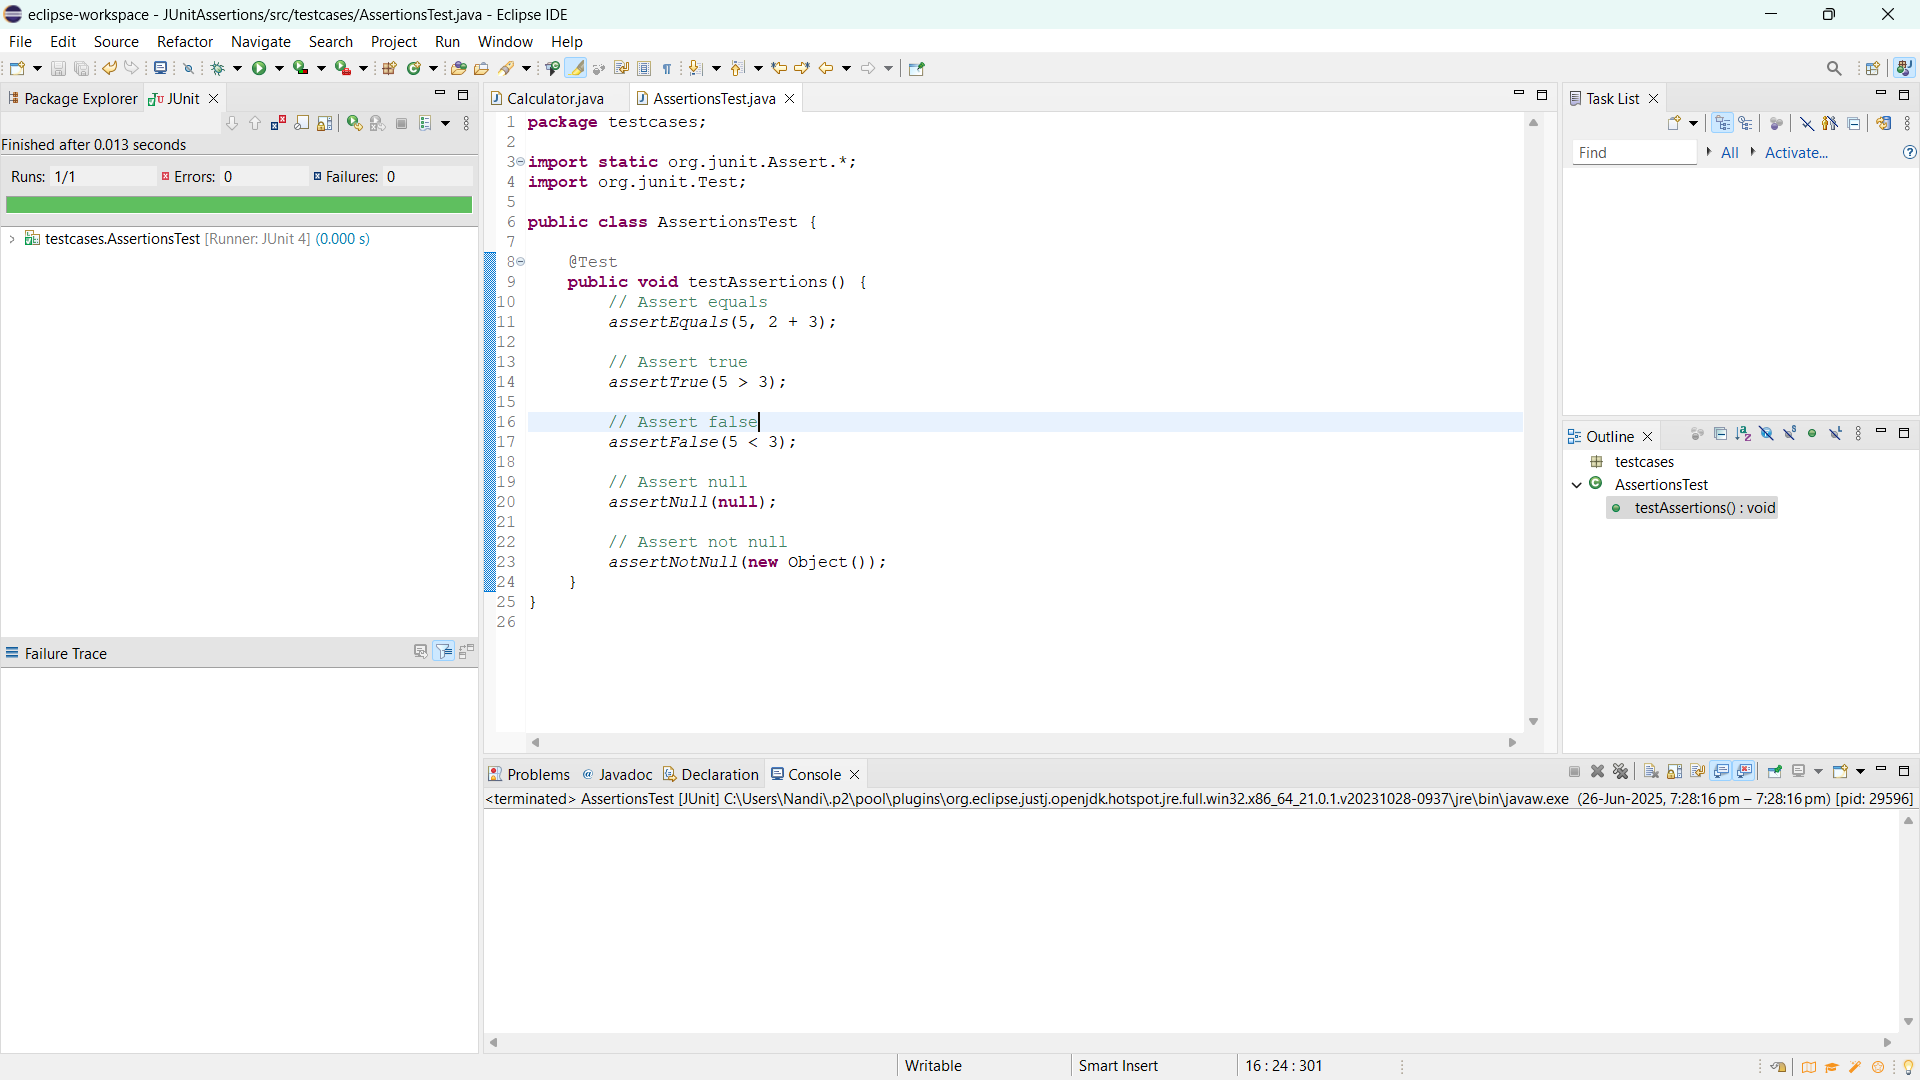 eclipse-workspace - JUnitAssertions/src/testcases/AssertionsTest.java - Eclipse IDE
File Edit Source Refactor Navigate Search Project Run Window Help
Package Explorer JUnit
Finished after 0.013 seconds
Runs: 1/1 Errors: 0 Failures: 0
testcases.AssertionsTest [Runner: JUnit 4] (0.000 s)
Failure Trace
Calculator.java AssertionsTest.java
1 package testcases;
2
3 import static org.junit.Assert.*;
4 import org.junit.Test;
5
6 public class AssertionsTest {
7
8 @Test
9 public void testAssertions() {
10 // Assert equals
11 assertEquals(5, 2 + 3);
12
13 // Assert true
14 assertTrue(5 > 3);
15
16 // Assert false
17 assertFalse(5 < 3);
18
19 // Assert null
20 assertNull(null);
21
22 // Assert not null
23 assertNotNull(new Object());
24 }
25 }
26
Task List
Find All Activate...
Outline
testcases
AssertionsTest
testAssertions() : void
Problems Javadoc Declaration Console
<terminated> AssertionsTest [JUnit] C:\Users\Nandi\.p2\pool\plugins\org.eclipse.justj.openjdk.hotspot.jre.full.win32.x86_64_21.0.1.v20231028-0937\jre\bin\javaw.exe (26-Jun-2025, 7:28:16 pm – 7:28:16 pm) [pid: 29596]
Writable Smart Insert 16 : 24 : 301